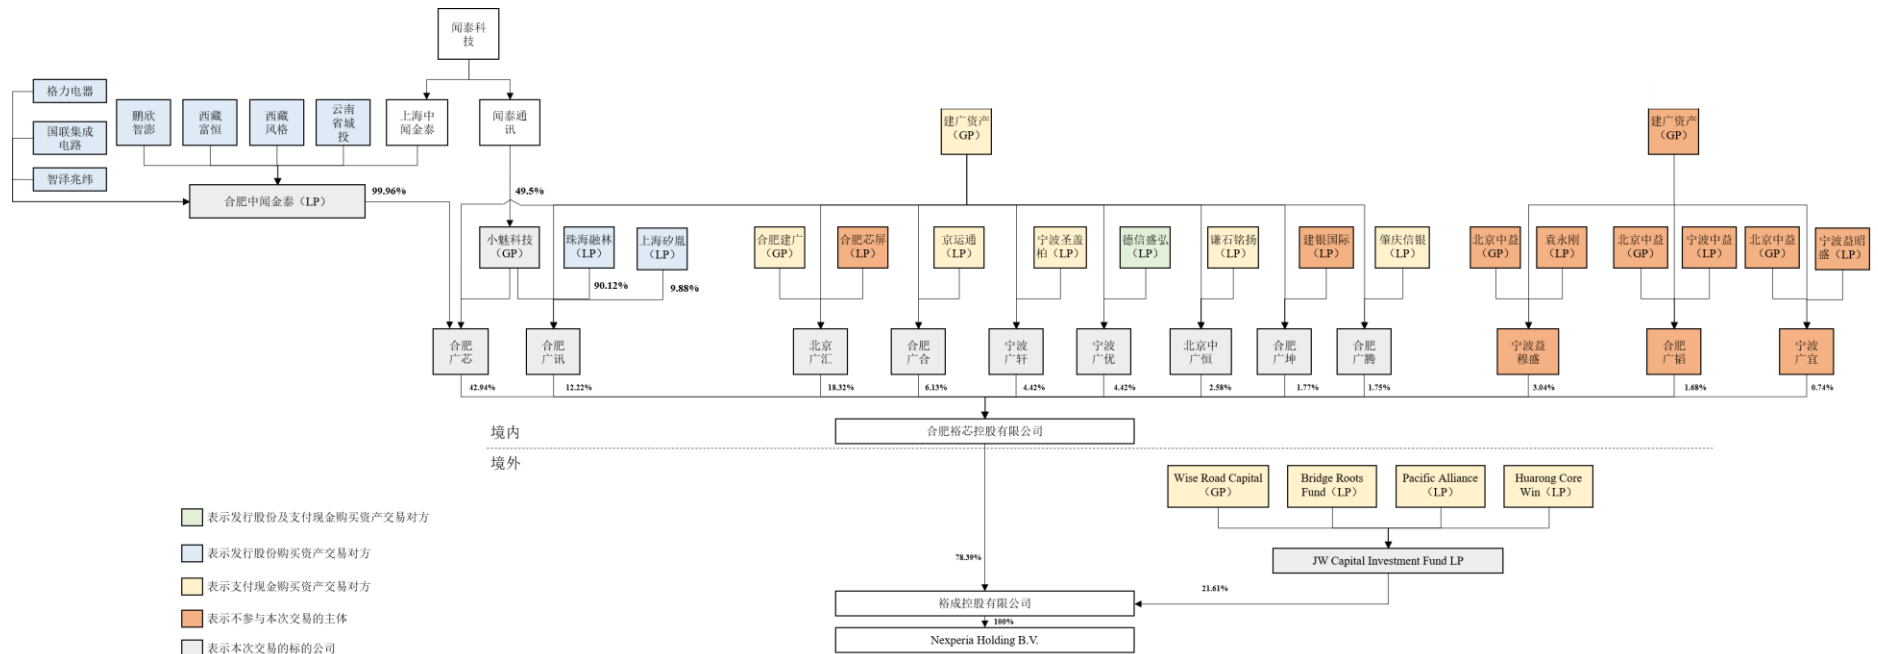 闻泰科
技
格力电器
国联集成
电路
智泽兆纬
鹏欣
智澎
西藏
富恒
西藏
风格
云南
省城
投
上海中
闻金泰
闻泰通
讯
建广资产
（GP）
建广资产
（GP）
合肥中闻金泰（LP）
99.96%
49.5%
小魅科技
（GP）
珠海融林
（LP）
上海矽胤
（LP）
合肥建广
（GP）
合肥芯屏
（LP）
京运通
（LP）
宁波圣盖
柏（LP）
德信盛弘
（LP）
谦石铭扬
（LP）
建银国际
（LP）
肇庆信银
（LP）
北京中益
（GP）
袁永刚
（LP）
北京中益
（GP）
宁波中益
（LP）
北京中益
（GP）
宁波益昭
盛（LP）
90.12%
9.88%
合肥
广芯
合肥
广讯
北京
广汇
合肥
广合
宁波
广轩
宁波
广优
北京中
广恒
合肥
广坤
合肥
广腾
宁波益
穆盛
合肥
广韬
宁波
广宜
42.94%
12.22%
18.32%
6.13%
4.42%
4.42%
2.58%
1.77%
1.75%
3.04%
1.68%
0.74%
合肥裕芯控股有限公司
境内
境外
Wise Road Capital
（GP）
Bridge Roots
Fund（LP）
Pacific Alliance
（LP）
Huarong Core
Win（LP）
JW Capital Investment Fund LP
78.39%
21.61%
裕成控股有限公司
100%
Nexperia Holding B.V.
表示发行股份及支付现金购买资产交易对方
表示发行股份购买资产交易对方
表示支付现金购买资产交易对方
表示不参与本次交易的主体
表示本次交易的标的公司